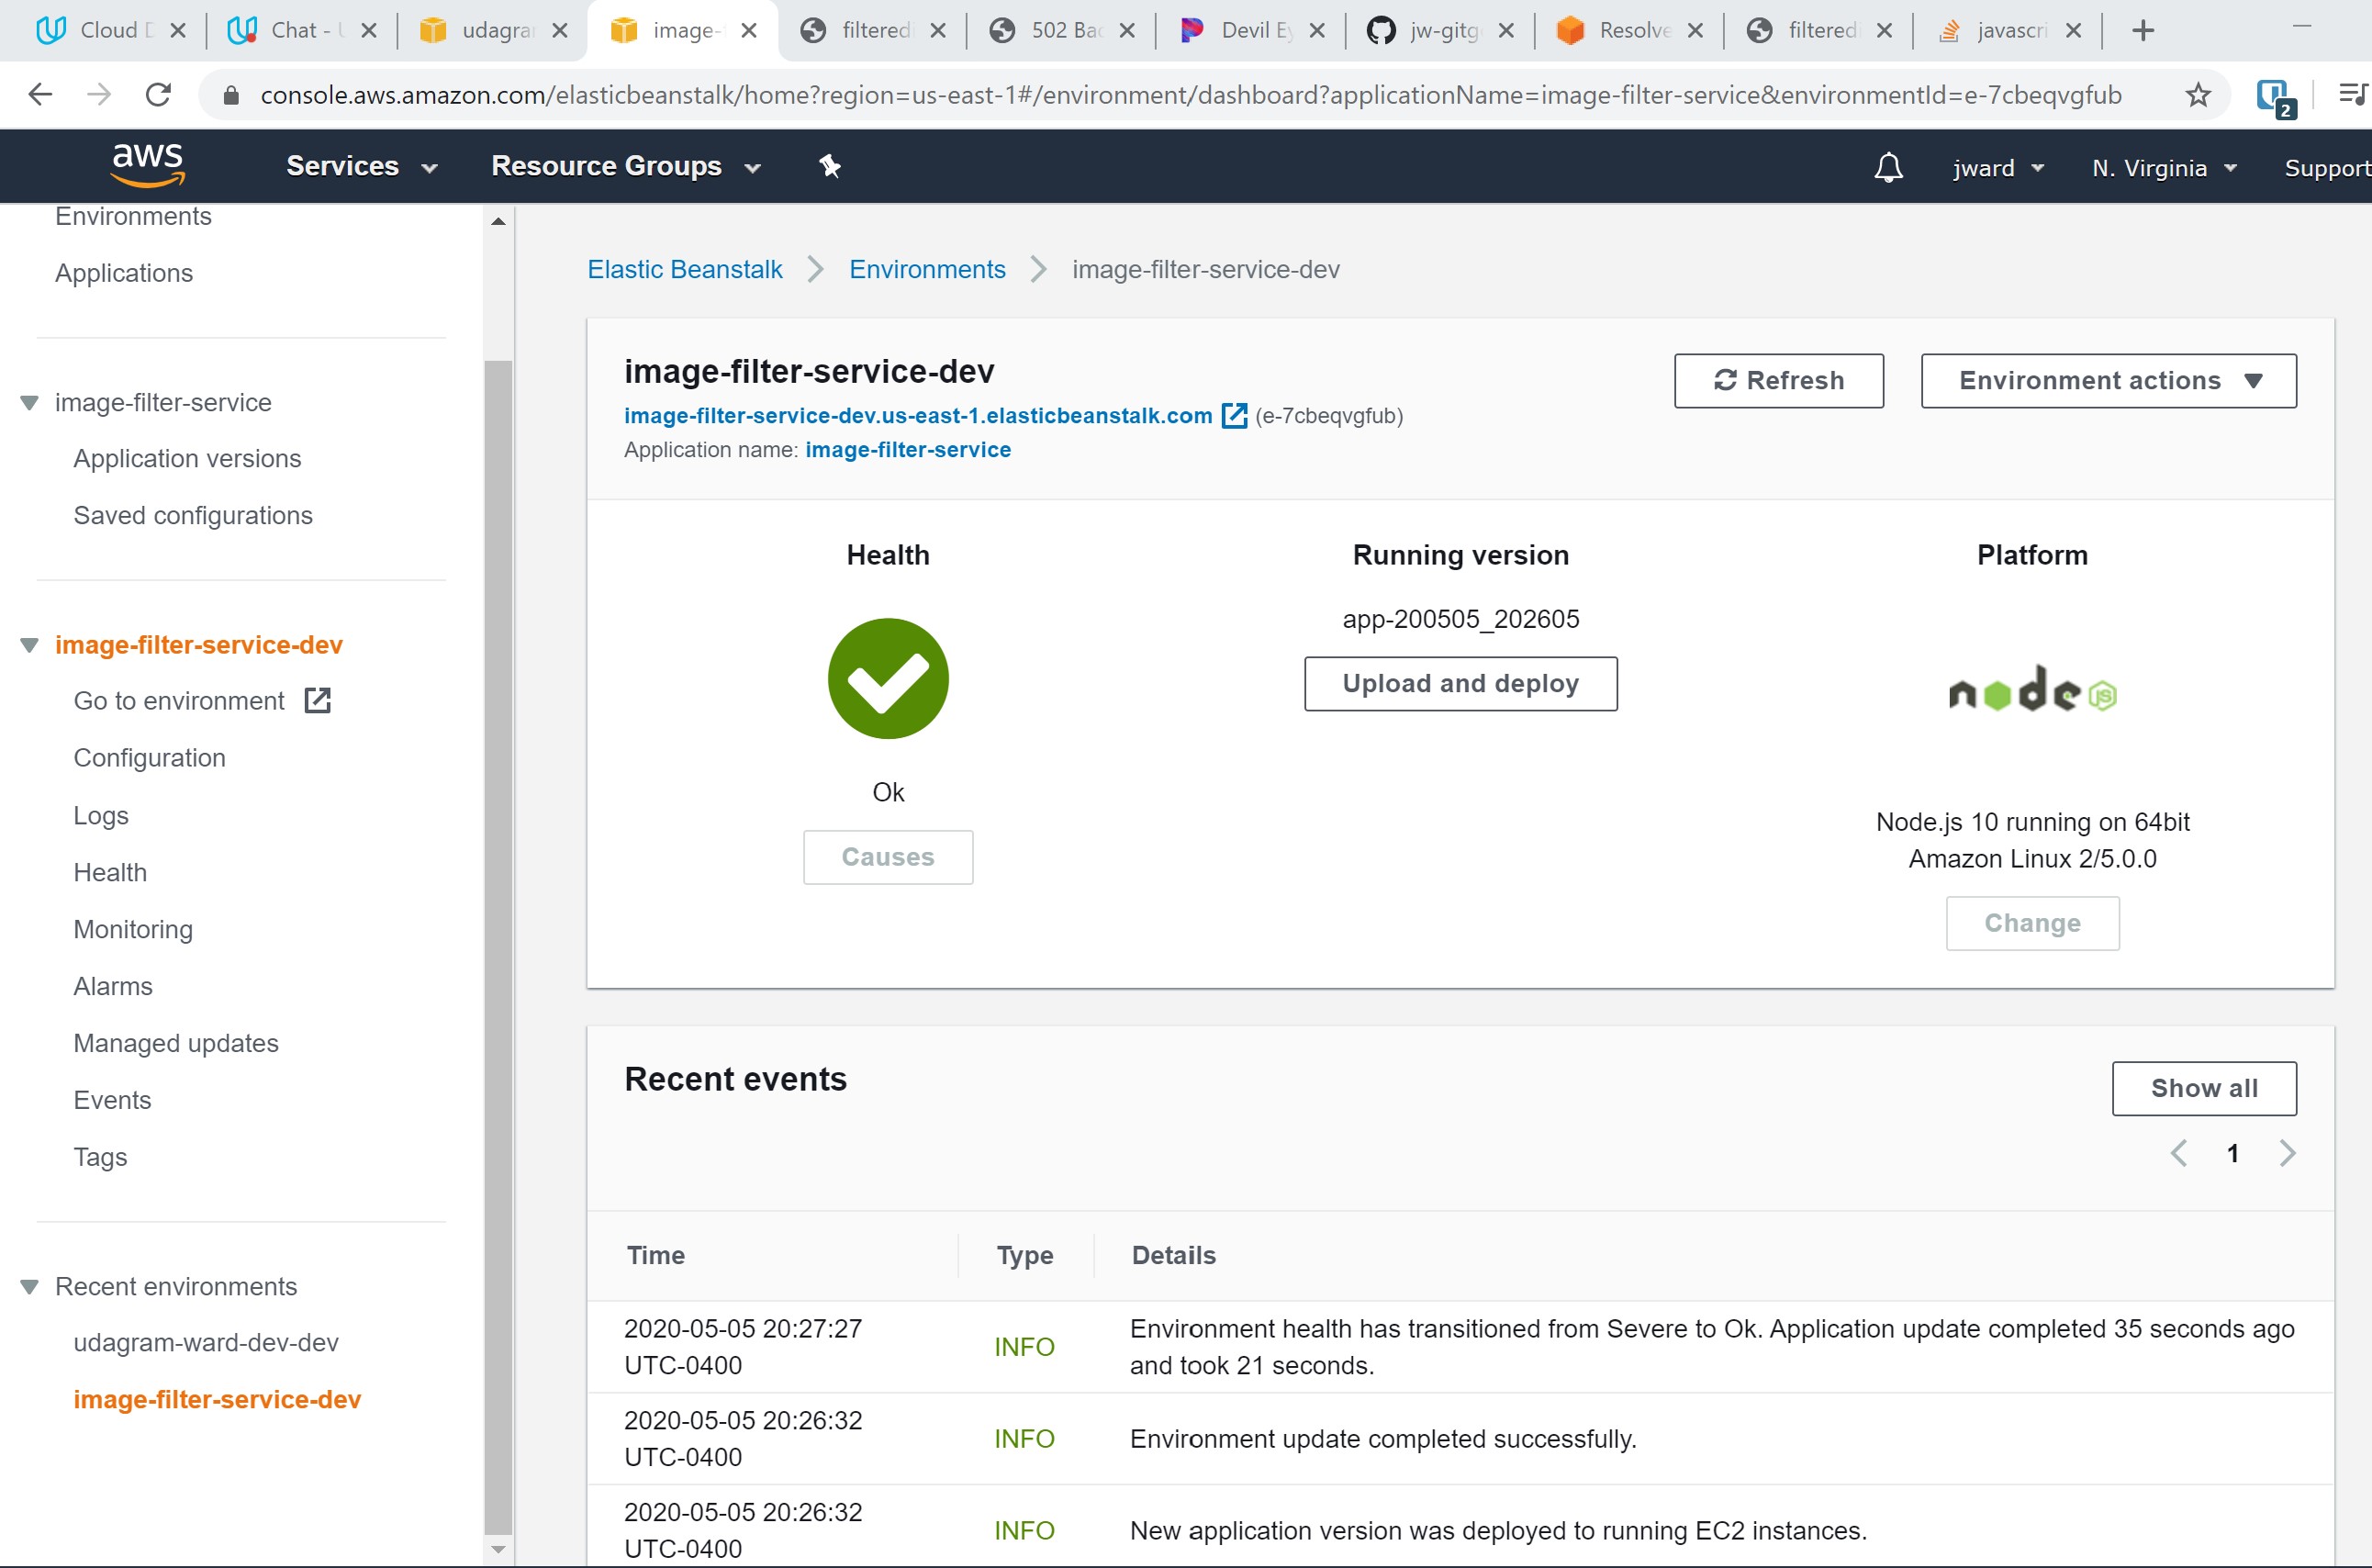 Cloud D
Chat - U
udagrar
image-f
filteredi
502 Bac
Devil Ey
jw-gitg
Resolve
filteredi
javascri
console.aws.amazon.com/elasticbeanstalk/home?region=us-east-1#/environment/dashboard?applicationName=image-filter-service&environmentId=e-7cbeqvgfub
2
aws
Services
Resource Groups
jward
N. Virginia
Support
Environments
Applications
image-filter-service
Application versions
Saved configurations
image-filter-service-dev
Go to environment
Configuration
Logs
Health
Monitoring
Alarms
Managed updates
Events
Tags
Recent environments
udagram-ward-dev-dev
image-filter-service-dev
Elastic Beanstalk
Environments
image-filter-service-dev
image-filter-service-dev
image-filter-service-dev.us-east-1.elasticbeanstalk.com (e-7cbeqvgfub)
Application name: image-filter-service
Refresh
Environment actions
Health
Ok
Causes
Running version
app-200505_202605
Upload and deploy
Platform
node JS
Node.js 10 running on 64bit
Amazon Linux 2/5.0.0
Change
Recent events
Show all
1
Time Type Details
2020-05-05 20:27:27
UTC-0400
INFO
Environment health has transitioned from Severe to Ok. Application update completed 35 seconds ago
and took 21 seconds.
2020-05-05 20:26:32
UTC-0400
INFO
Environment update completed successfully.
2020-05-05 20:26:32
UTC-0400
INFO
New application version was deployed to running EC2 instances.